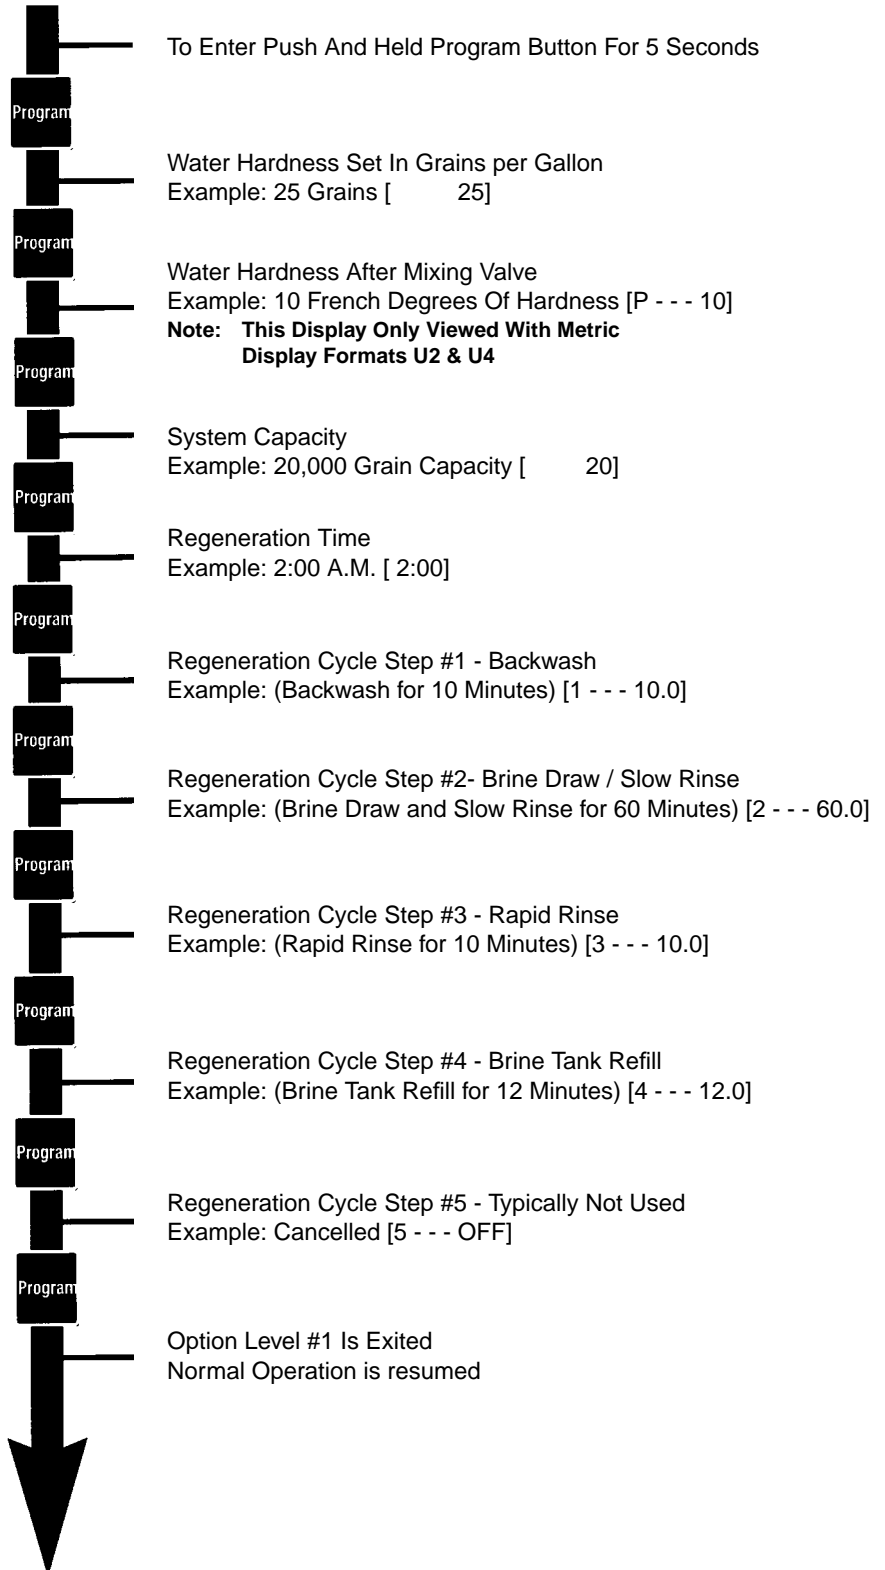 To Enter Push And Held Program Button For 5 Seconds
Program
Water Hardness Set In Grains per Gallon
Example: 25 Grains [ 25]
Program
Water Hardness After Mixing Valve
Example: 10 French Degrees Of Hardness [P - - - 10]
Note: This Display Only Viewed With Metric
Display Formats U2 & U4
Program
System Capacity
Example: 20,000 Grain Capacity [ 20]
Program
Regeneration Time
Example: 2:00 A.M. [ 2:00]
Program
Regeneration Cycle Step #1 - Backwash
Example: (Backwash for 10 Minutes) [1 - - - 10.0]
Program
Regeneration Cycle Step #2- Brine Draw / Slow Rinse
Example: (Brine Draw and Slow Rinse for 60 Minutes) [2 - - - 60.0]
Program
Regeneration Cycle Step #3 - Rapid Rinse
Example: (Rapid Rinse for 10 Minutes) [3 - - - 10.0]
Program
Regeneration Cycle Step #4 - Brine Tank Refill
Example: (Brine Tank Refill for 12 Minutes) [4 - - - 12.0]
Program
Regeneration Cycle Step #5 - Typically Not Used
Example: Cancelled [5 - - - OFF]
Program
Option Level #1 Is Exited
Normal Operation is resumed